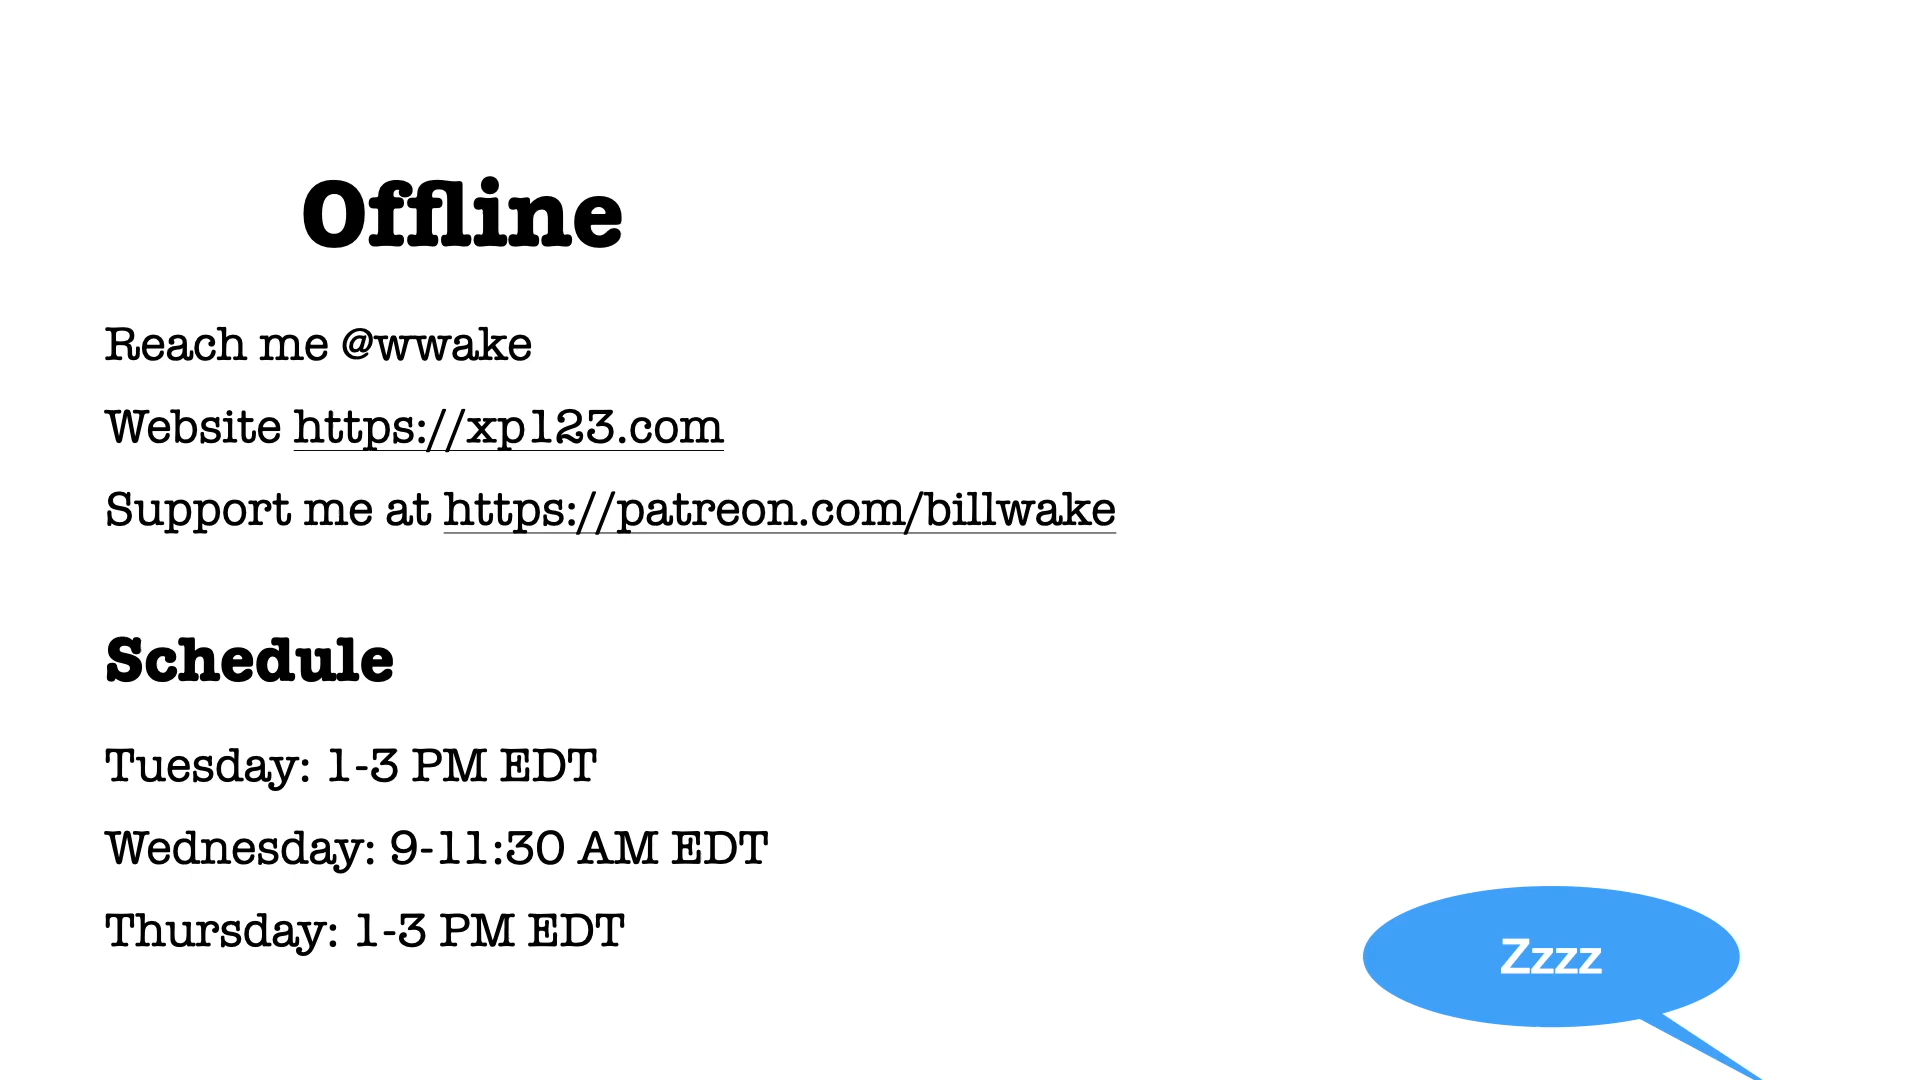 Offline
Reach me @wwake
Website https://xp123.com
Support me at https://patreon.com/billwake
Schedule
Tuesday: 1-3 PM EDT
Wednesday: 9-11:30 AM EDT
Thursday: 1-3 PM EDT
Zzzz